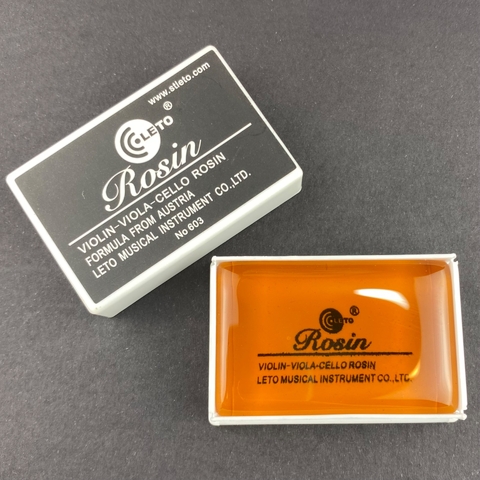 www.stleto.com
LETO ®
Rosin
VIOLIN-VIOLA-CELLO ROSIN
FORMULA FROM AUSTRIA
LETO MUSICAL INSTRUMENT CO.,LTD.
No 603
LETO ®
Rosin
VIOLIN-VIOLA-CELLO ROSIN
LETO MUSICAL INSTRUMENT CO.,LTD.